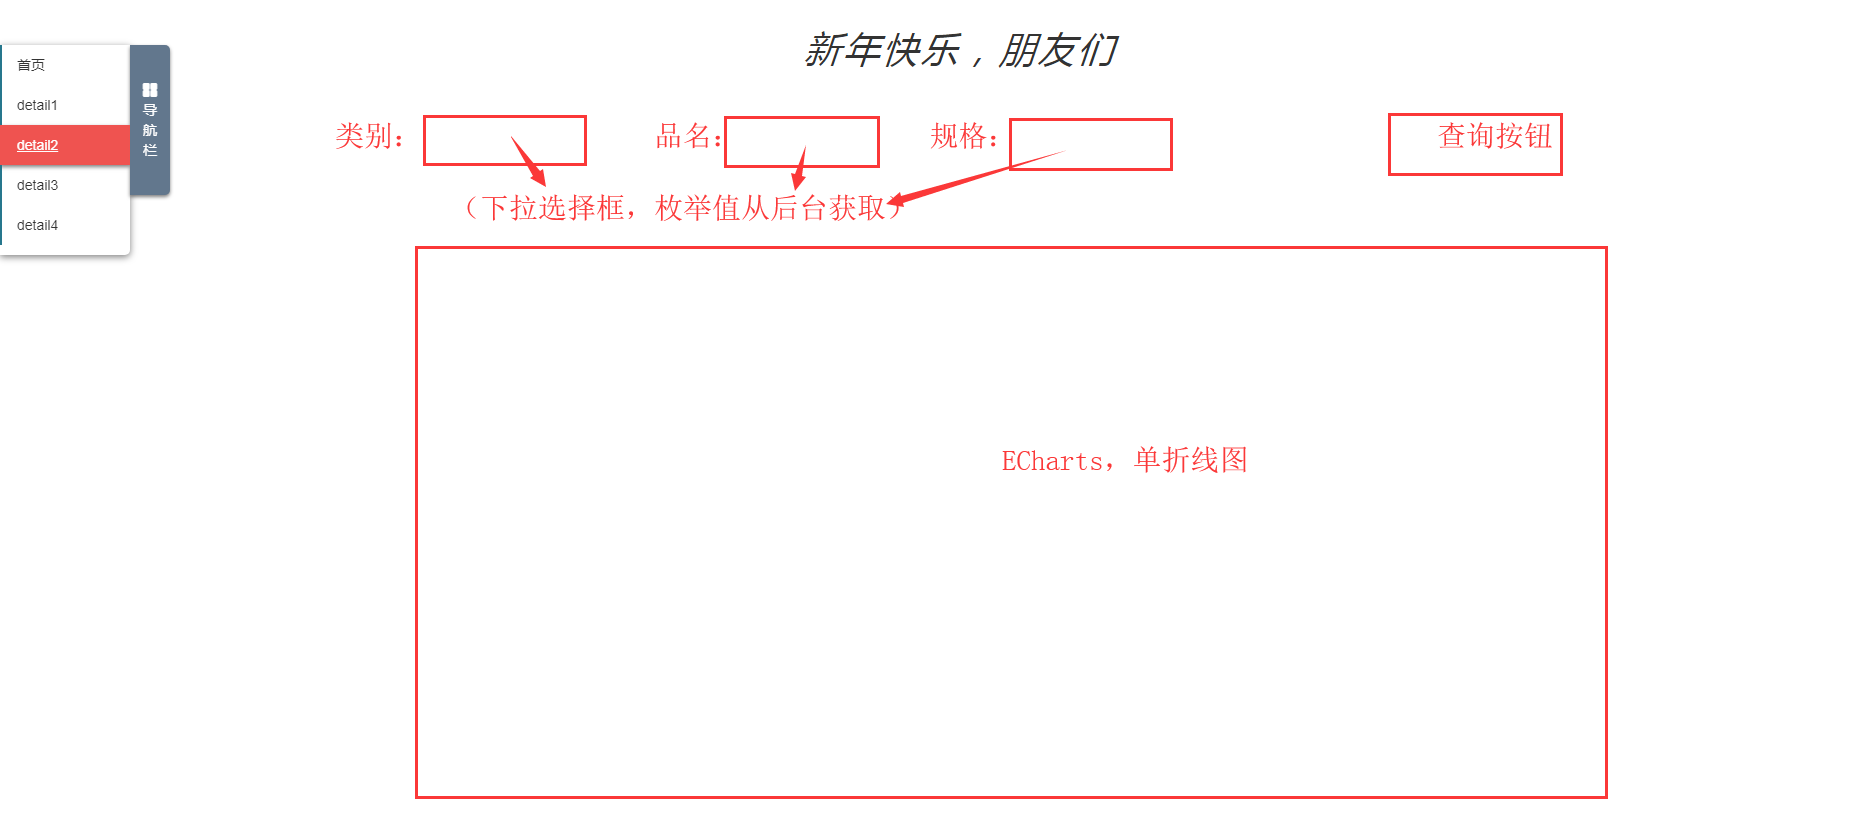 新年快乐，朋友们
首页
detail1
detail2
detail3
detail4
导航栏
类别：
品名：
规格：
查询按钮
（下拉选择框，枚举值从后台获取）
ECharts，单折线图